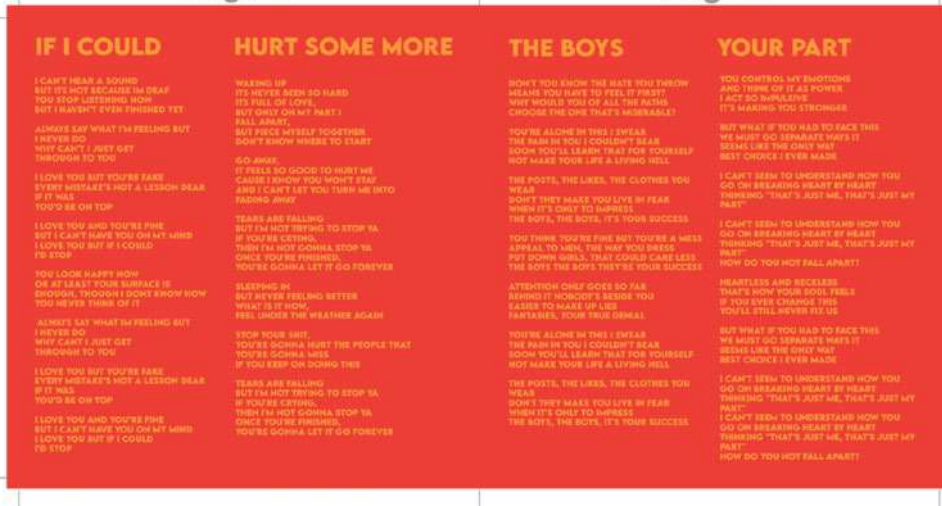 IF I COULD
I CAN'T HEAR A SOUND
BUT IT'S NOT BECAUSE IM DEAF
YOU STOP LISTENING NOW
BUT I HAVEN'T EVEN FINISHED YET
ALWAYS SAY WHAT I'M FEELING BUT
I NEVER DO
WHY CAN'T I JUST GET
THROUGH TO YOU
I LOVE YOU BUT YOU'RE FAKE
EVERY MISTAKE'S NOT A LESSON DEAR
IF IT WAS
YOU'D BE ON TOP
I LOVE YOU AND YOU'RE FINE
BUT I CAN'T HAVE YOU ON MY MIND
I LOVE YOU BUT IF I COULD
I'D STOP
YOU LOOK HAPPY NOW
OR AT LEAST YOUR SURFACE IS
ENOUGH, THOUGH I DONT KNOW HOW
YOU NEVER THINK OF IT
ALWAYS SAY WHAT IM FEELING BUT
I NEVER DO
WHY CANT I JUST GET
THROUGH TO YOU
I LOVE YOU BUT YOU'RE FAKE
EVERY MISTAKE'S NOT A LESSON DEAR
IF IT WAS
YOU'D BE ON TOP
I LOVE YOU AND YOU'RE FINE
BUT I CAN'T HAVE YOU ON MY MIND
I LOVE YOU BUT IF I COULD
I'D STOP
HURT SOME MORE
WAKING UP
ITS NEVER BEEN SO HARD
ITS FULL OF LOVE,
BUT ONLY ON MY PART I
FALL APART,
BUT PIECE MYSELF TOGETHER
DON'T KNOW WHERE TO START
GO AWAY,
IT FEELS SO GOOD TO HURT ME
CAUSE I KNOW YOU WON'T STAY
AND I CAN'T LET YOU TURN ME INTO
FADING AWAY
TEARS ARE FALLING
BUT I'M NOT TRYING TO STOP YA
IF YOU'RE CRYING,
THEN I'M NOT GONNA STOP YA
ONCE YOU'RE FINISHED,
YOU'RE GONNA LET IT GO FOREVER
SLEEPING IN
BUT NEVER FEELING BETTER
WHAT IS IT NOW,
FEEL UNDER THE WEATHER AGAIN
STOP YOUR SHIT,
YOU'RE GONNA HURT THE PEOPLE THAT
YOU'RE GONNA MISS
IF YOU KEEP ON DOING THIS
TEARS ARE FALLING
BUT I'M NOT TRYING TO STOP YA
IF YOU'RE CRYING,
THEN I'M NOT GONNA STOP YA
ONCE YOU'RE FINISHED,
YOU'RE GONNA LET IT GO FOREVER
THE BOYS
DON'T YOU KNOW THE HATE YOU THROW
MEANS YOU HAVE TO FEEL IT FIRST?
WHY WOULD YOU OF ALL THE PATHS
CHOOSE THE ONE THAT'S MISERABLE?
YOU'RE ALONE IN THIS I SWEAR
THE PAIN IN YOU I COULDN'T BEAR
SOON YOU'LL LEARN THAT FOR YOURSELF
NOT MAKE YOUR LIFE A LIVING HELL
THE POSTS, THE LIKES, THE CLOTHES YOU
WEAR
DON'T THEY MAKE YOU LIVE IN FEAR
WHEN IT'S ONLY TO IMPRESS
THE BOYS, THE BOYS, IT'S YOUR SUCCESS
YOU THINK YOU'RE FINE BUT YOU'RE A MESS
APPEAL TO MEN, THE WAY YOU DRESS
PUT DOWN GIRLS, THAT COULD CARE LESS
THE BOYS THE BOYS THEY'RE YOUR SUCCESS
ATTENTION ONLY GOES SO FAR
BEHIND IT NOBODY'S BESIDE YOU
EASIER TO MAKE UP LIES
FANTASIES, YOUR TRUE DENIAL
YOU'RE ALONE IN THIS I SWEAR
THE PAIN IN YOU I COULDN'T BEAR
SOON YOU'LL LEARN THAT FOR YOURSELF
NOT MAKE YOUR LIFE A LIVING HELL
THE POSTS, THE LIKES, THE CLOTHES YOU
WEAR
DON'T THEY MAKE YOU LIVE IN FEAR
WHEN IT'S ONLY TO IMPRESS
THE BOYS, THE BOYS, IT'S YOUR SUCCESS
YOUR PART
YOU CONTROL MY EMOTIONS
AND THINK OF IT AS POWER
I ACT SO IMPULSIVE
IT'S MAKING YOU STRONGER
BUT WHAT IF YOU HAD TO FACE THIS
WE MUST GO SEPARATE WAYS IT
SEEMS LIKE THE ONLY WAY
BEST CHOICE I EVER MADE
I CAN'T SEEM TO UNDERSTAND HOW YOU
GO ON BREAKING HEART BY HEART
THINKING "THAT'S JUST ME, THAT'S JUST MY
PART"
I CAN'T SEEM TO UNDERSTAND HOW YOU
GO ON BREAKING HEART BY HEART
THINKING "THAT'S JUST ME, THAT'S JUST MY
PART"
HOW DO YOU NOT FALL APART?
HEARTLESS AND RECKLESS
THAT'S HOW YOUR SOUL FEELS
IF YOU EVER CHANGE THIS
YOU'LL STILL NEVER FIX US
BUT WHAT IF YOU HAD TO FACE THIS
WE MUST GO SEPARATE WAYS IT
SEEMS LIKE THE ONLY WAY
BEST CHOICE I EVER MADE
I CAN'T SEEM TO UNDERSTAND HOW YOU
GO ON BREAKING HEART BY HEART
THINKING "THAT'S JUST ME, THAT'S JUST MY
PART"
I CAN'T SEEM TO UNDERSTAND HOW YOU
GO ON BREAKING HEART BY HEART
THINKING "THAT'S JUST ME, THAT'S JUST MY
PART"
HOW DO YOU NOT FALL APART?